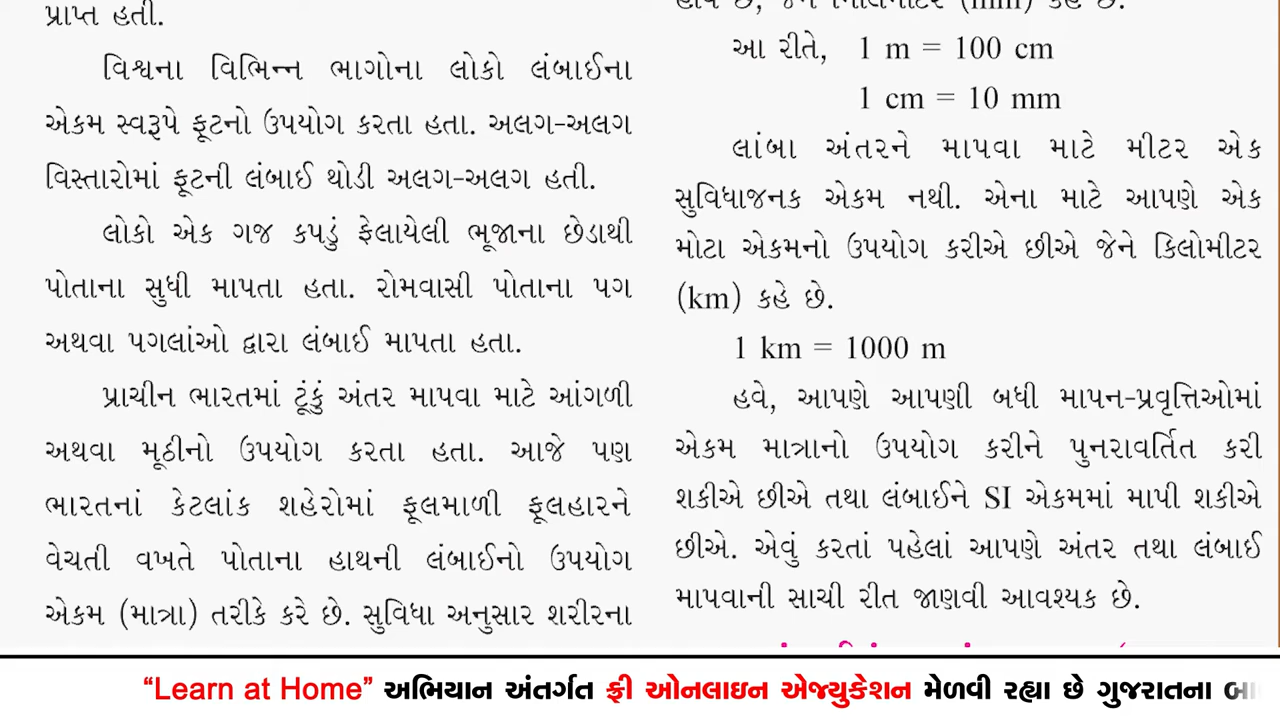 પ્રાપ્ત હતી.
વિશ્વના વિભિન્ન ભાગોના લોકો લંબાઈના
એકમ સ્વરૂપે ફૂટનો ઉપયોગ કરતા હતા. અલગ-અલગ
વિસ્તારોમાં ફૂટની લંબાઈ થોડી અલગ-અલગ હતી.
લોકો એક ગજ કપડું ફેલાયેલી ભૂજાના છેડાથી
પોતાના સુધી માપતા હતા. રોમવાસી પોતાના પગ
અથવા પગલાંઓ દ્વારા લંબાઈ માપતા હતા.
પ્રાચીન ભારતમાં ટૂંકું અંતર માપવા માટે આંગળી
અથવા મૂઠીનો ઉપયોગ કરતા હતા. આજે પણ
ભારતનાં કેટલાંક શહેરોમાં ફૂલમાળી ફૂલહારને
વેચતી વખતે પોતાના હાથની લંબાઈનો ઉપયોગ
એકમ (માત્રા) તરીકે કરે છે. સુવિધા અનુસાર શરીરના
(mm) કહે છે.
આ રીતે, 1 m = 100 cm
1 cm = 10 mm
લાંબા અંતરને માપવા માટે મીટર એક
સુવિધાજનક એકમ નથી. એના માટે આપણે એક
મોટા એકમનો ઉપયોગ કરીએ છીએ જેને કિલોમીટર
(km) કહે છે.
1 km = 1000 m
હવે, આપણે આપણી બધી માપન-પ્રવૃત્તિઓમાં
એકમ માત્રાનો ઉપયોગ કરીને પુનરાવર્તિત કરી
શકીએ છીએ તથા લંબાઈને SI એકમમાં માપી શકીએ
છીએ. એવું કરતાં પહેલાં આપણે અંતર તથા લંબાઈ
માપવાની સાચી રીત જાણવી આવશ્યક છે.
“Learn at Home” અભિયાન અંતર્ગત ફ્રી ઓનલાઇન એજ્યુકેશન મેળવી રહ્યા છે ગુજરાતના